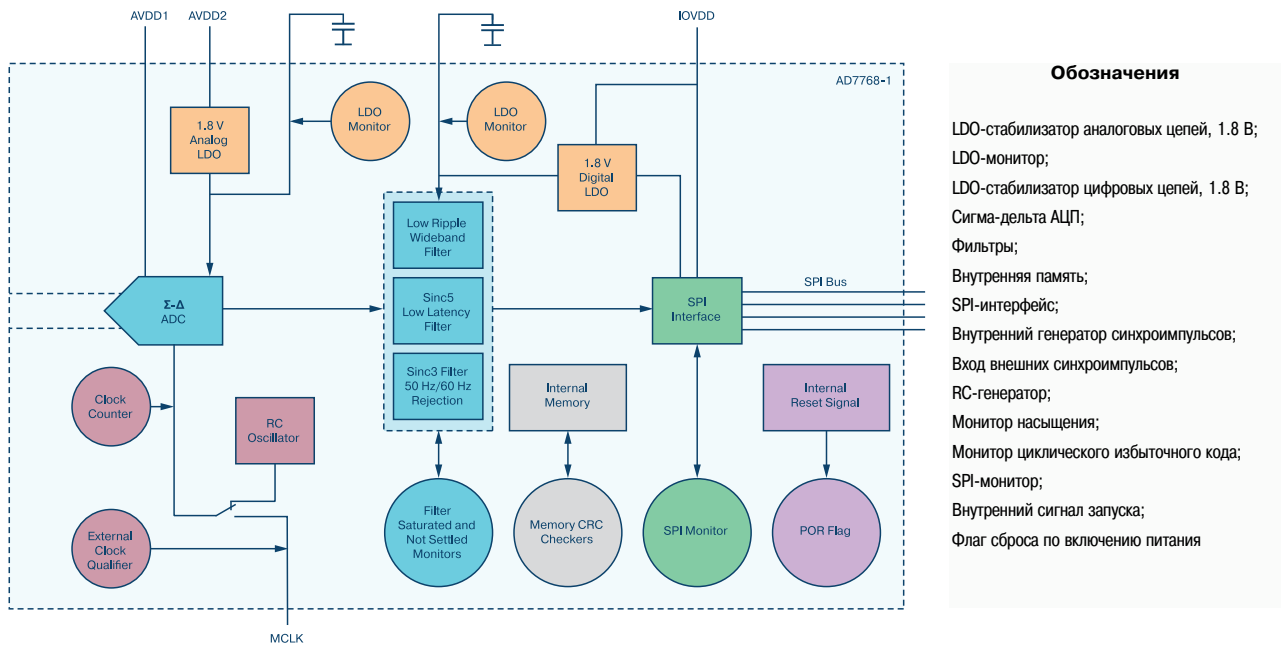 AVDD1
AVDD2
IOVDD
AD7768-1
LDO
Monitor
LDO
Monitor
1.8 V
Analog
LDO
1.8 V
Digital
LDO
Low Ripple
Wideband
Filter
Σ-Δ
ADC
Sinc5
Low Latency
Filter
SPI
Interface
SPI Bus
Sinc3 Filter
50 Hz/60 Hz
Rejection
Clock
Counter
RC
Oscillator
Internal
Memory
Internal
Reset Signal
External
Clock
Qualifier
Filter
Saturated and
Not Settled
Monitors
Memory CRC
Checkers
SPI Monitor
POR Flag
MCLK
Обозначения
LDO-стабилизатор аналоговых цепей, 1.8 В;
LDO-монитор;
LDO-стабилизатор цифровых цепей, 1.8 В;
Сигма-дельта АЦП;
Фильтры;
Внутренняя память;
SPI-интерфейс;
Внутренний генератор синхроимпульсов;
Вход внешних синхроимпульсов;
RC-генератор;
Монитор насыщения;
Монитор циклического избыточного кода;
SPI-монитор;
Внутренний сигнал запуска;
Флаг сброса по включению питания